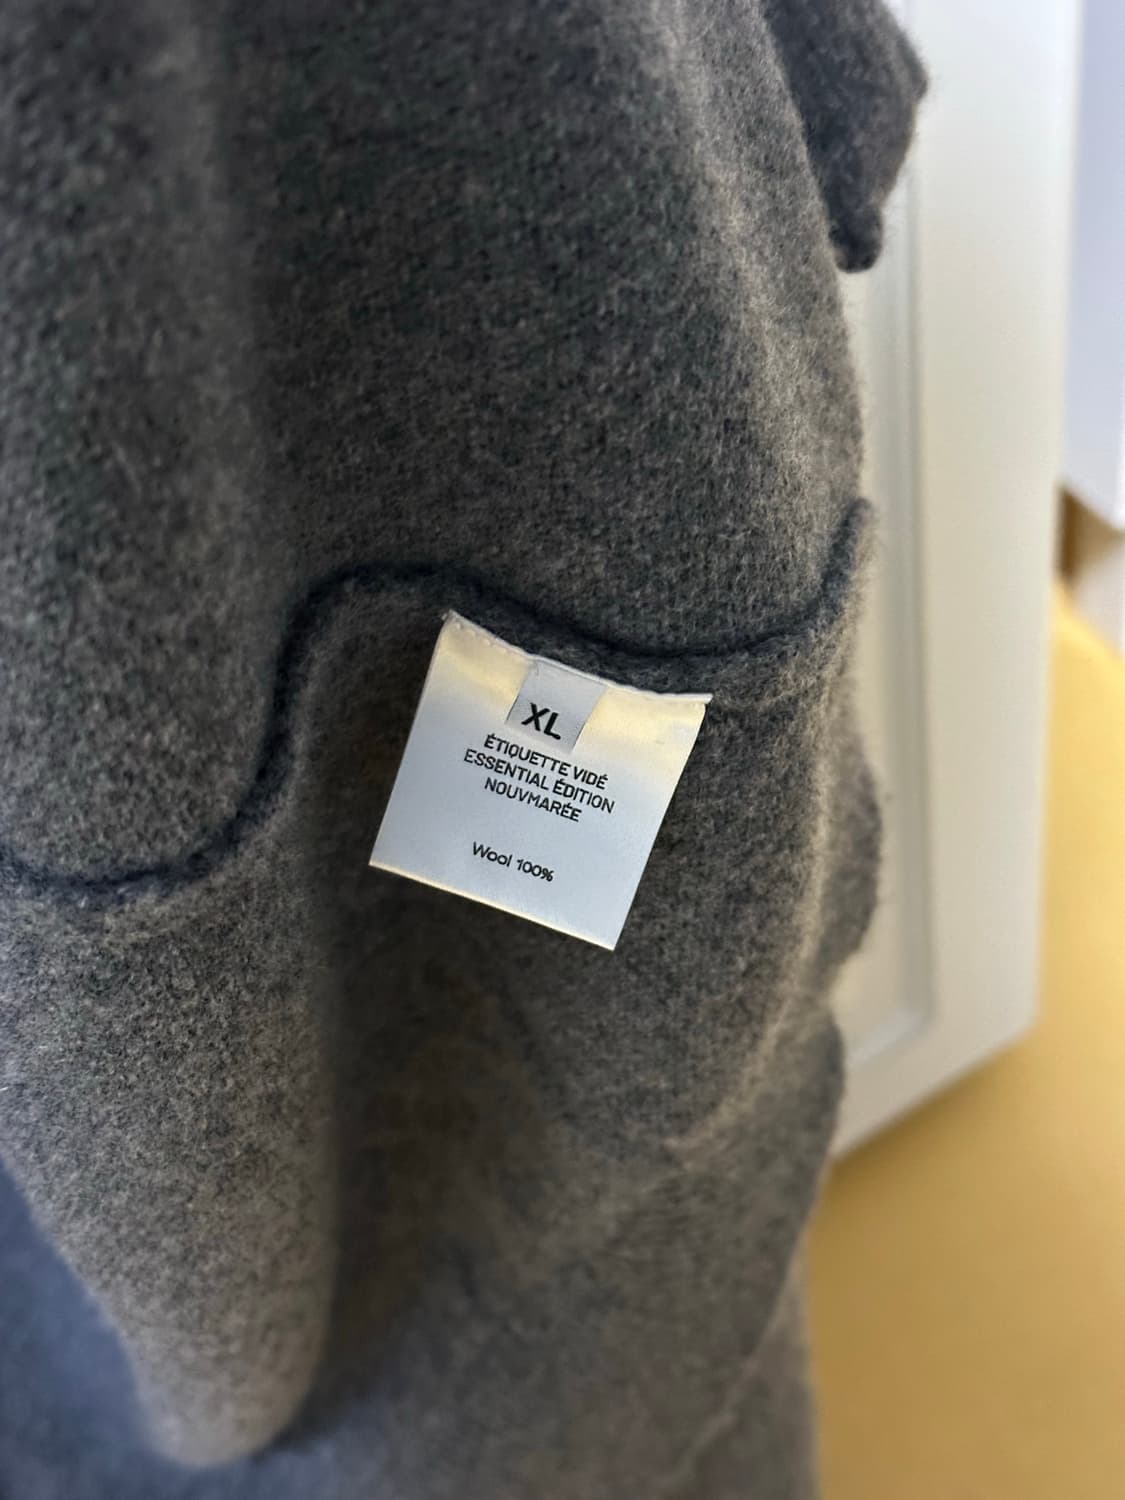 XL
ÉTIQUETTE VIDÉ
ESSENTIAL ÉDITION
NOUVMARÉE
Wool 100%